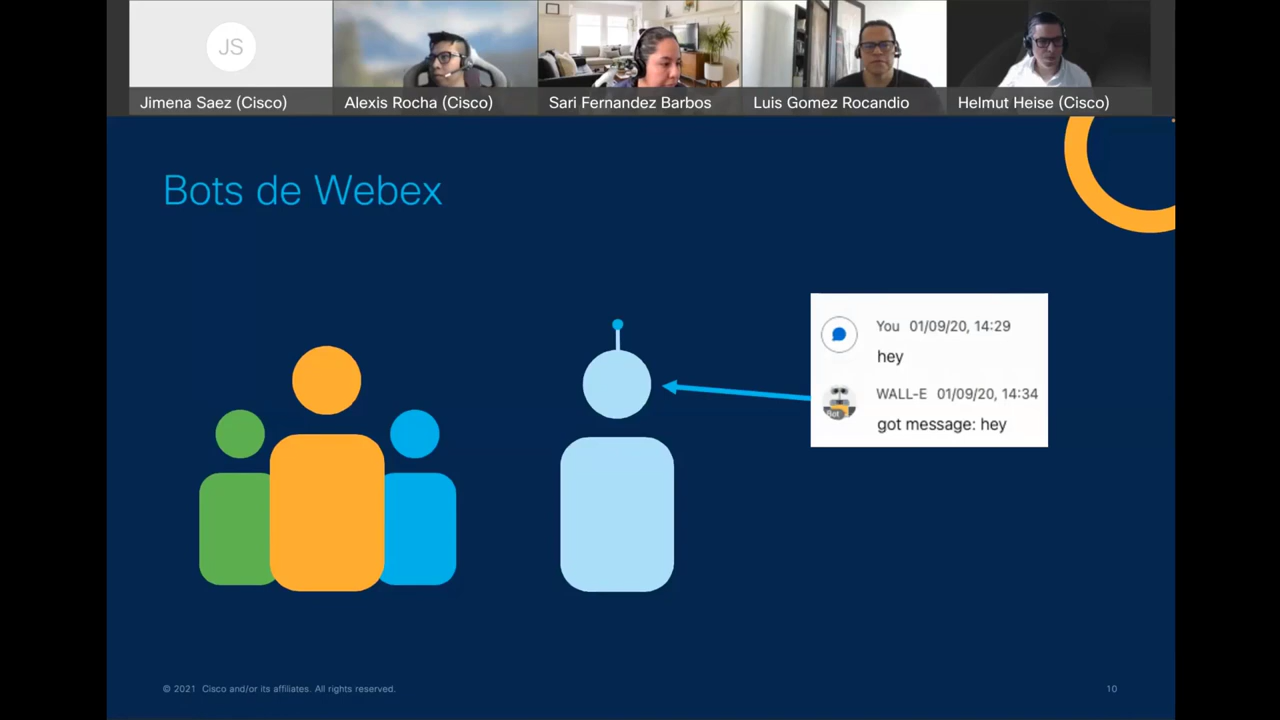 JS
Jimena Saez (Cisco)
Alexis Rocha (Cisco)
Sari Fernandez Barbos
Luis Gomez Rocandio
Helmut Heise (Cisco)
Bots de Webex
You 01/09/20, 14:29
hey
WALL-E 01/09/20, 14:34
Bot
got message: hey
© 2021 Cisco and/or its affiliates. All rights reserved.
10